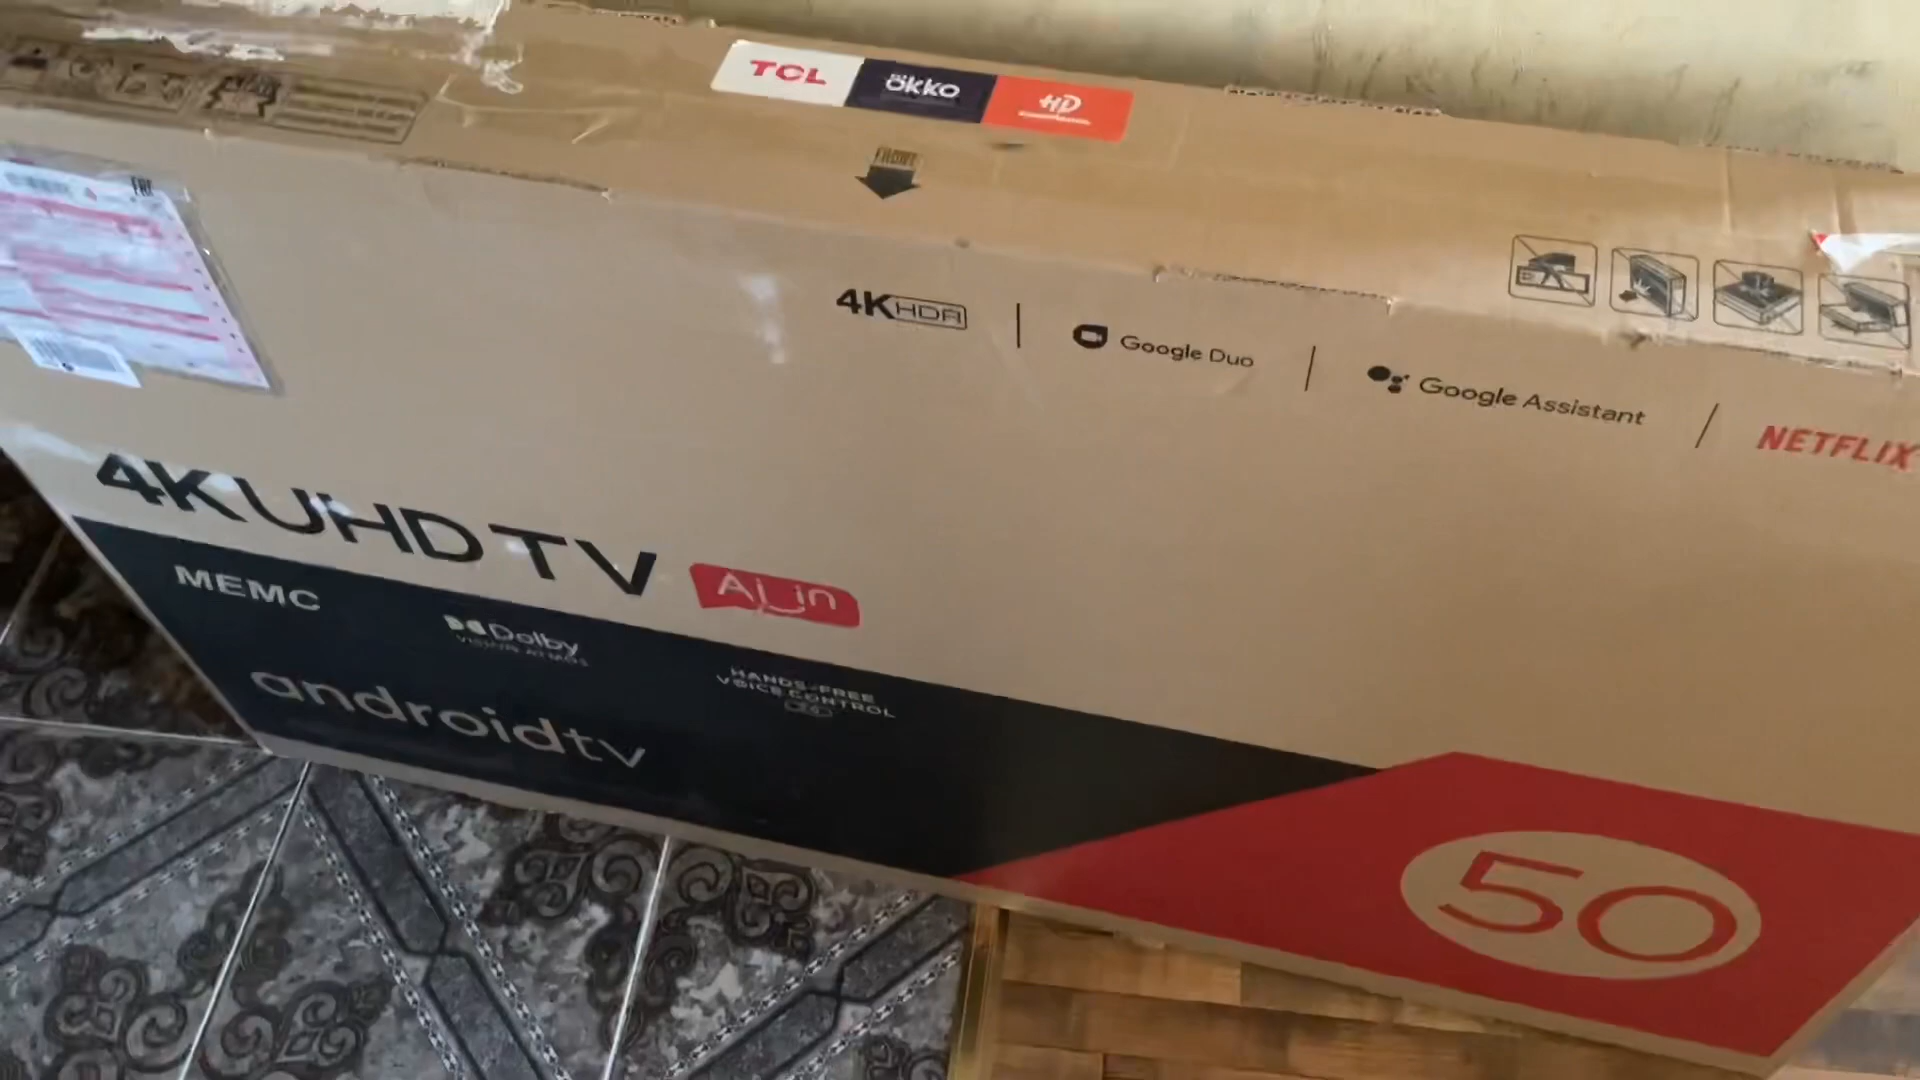 TCL
okko
HD
FRONT
4K HDR
Google Duo
Google Assistant
NETFLIX
4K UHD TV
Ai_in
MEMC
Dolby
VISION·ATMOS
HANDS-FREE
VOICE CONTROL
androidtv
50